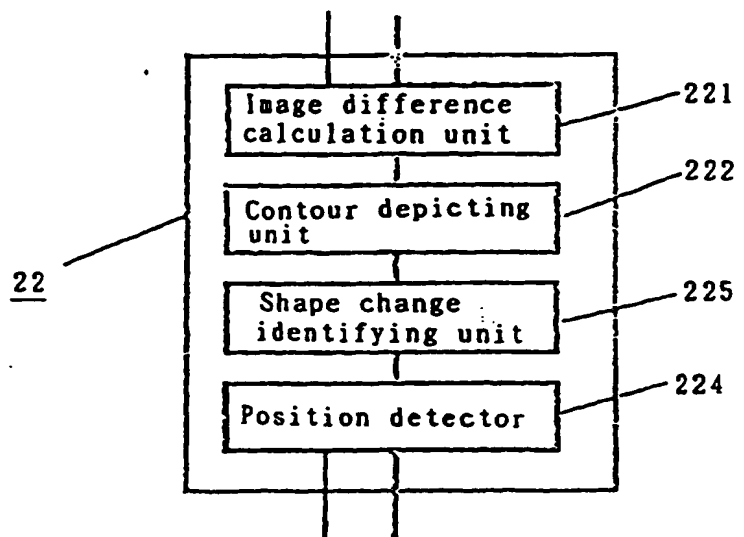 Image difference
calculation unit
221
Contour depicting
unit
222
22
Shape change
identifying unit
225
Position detector
224